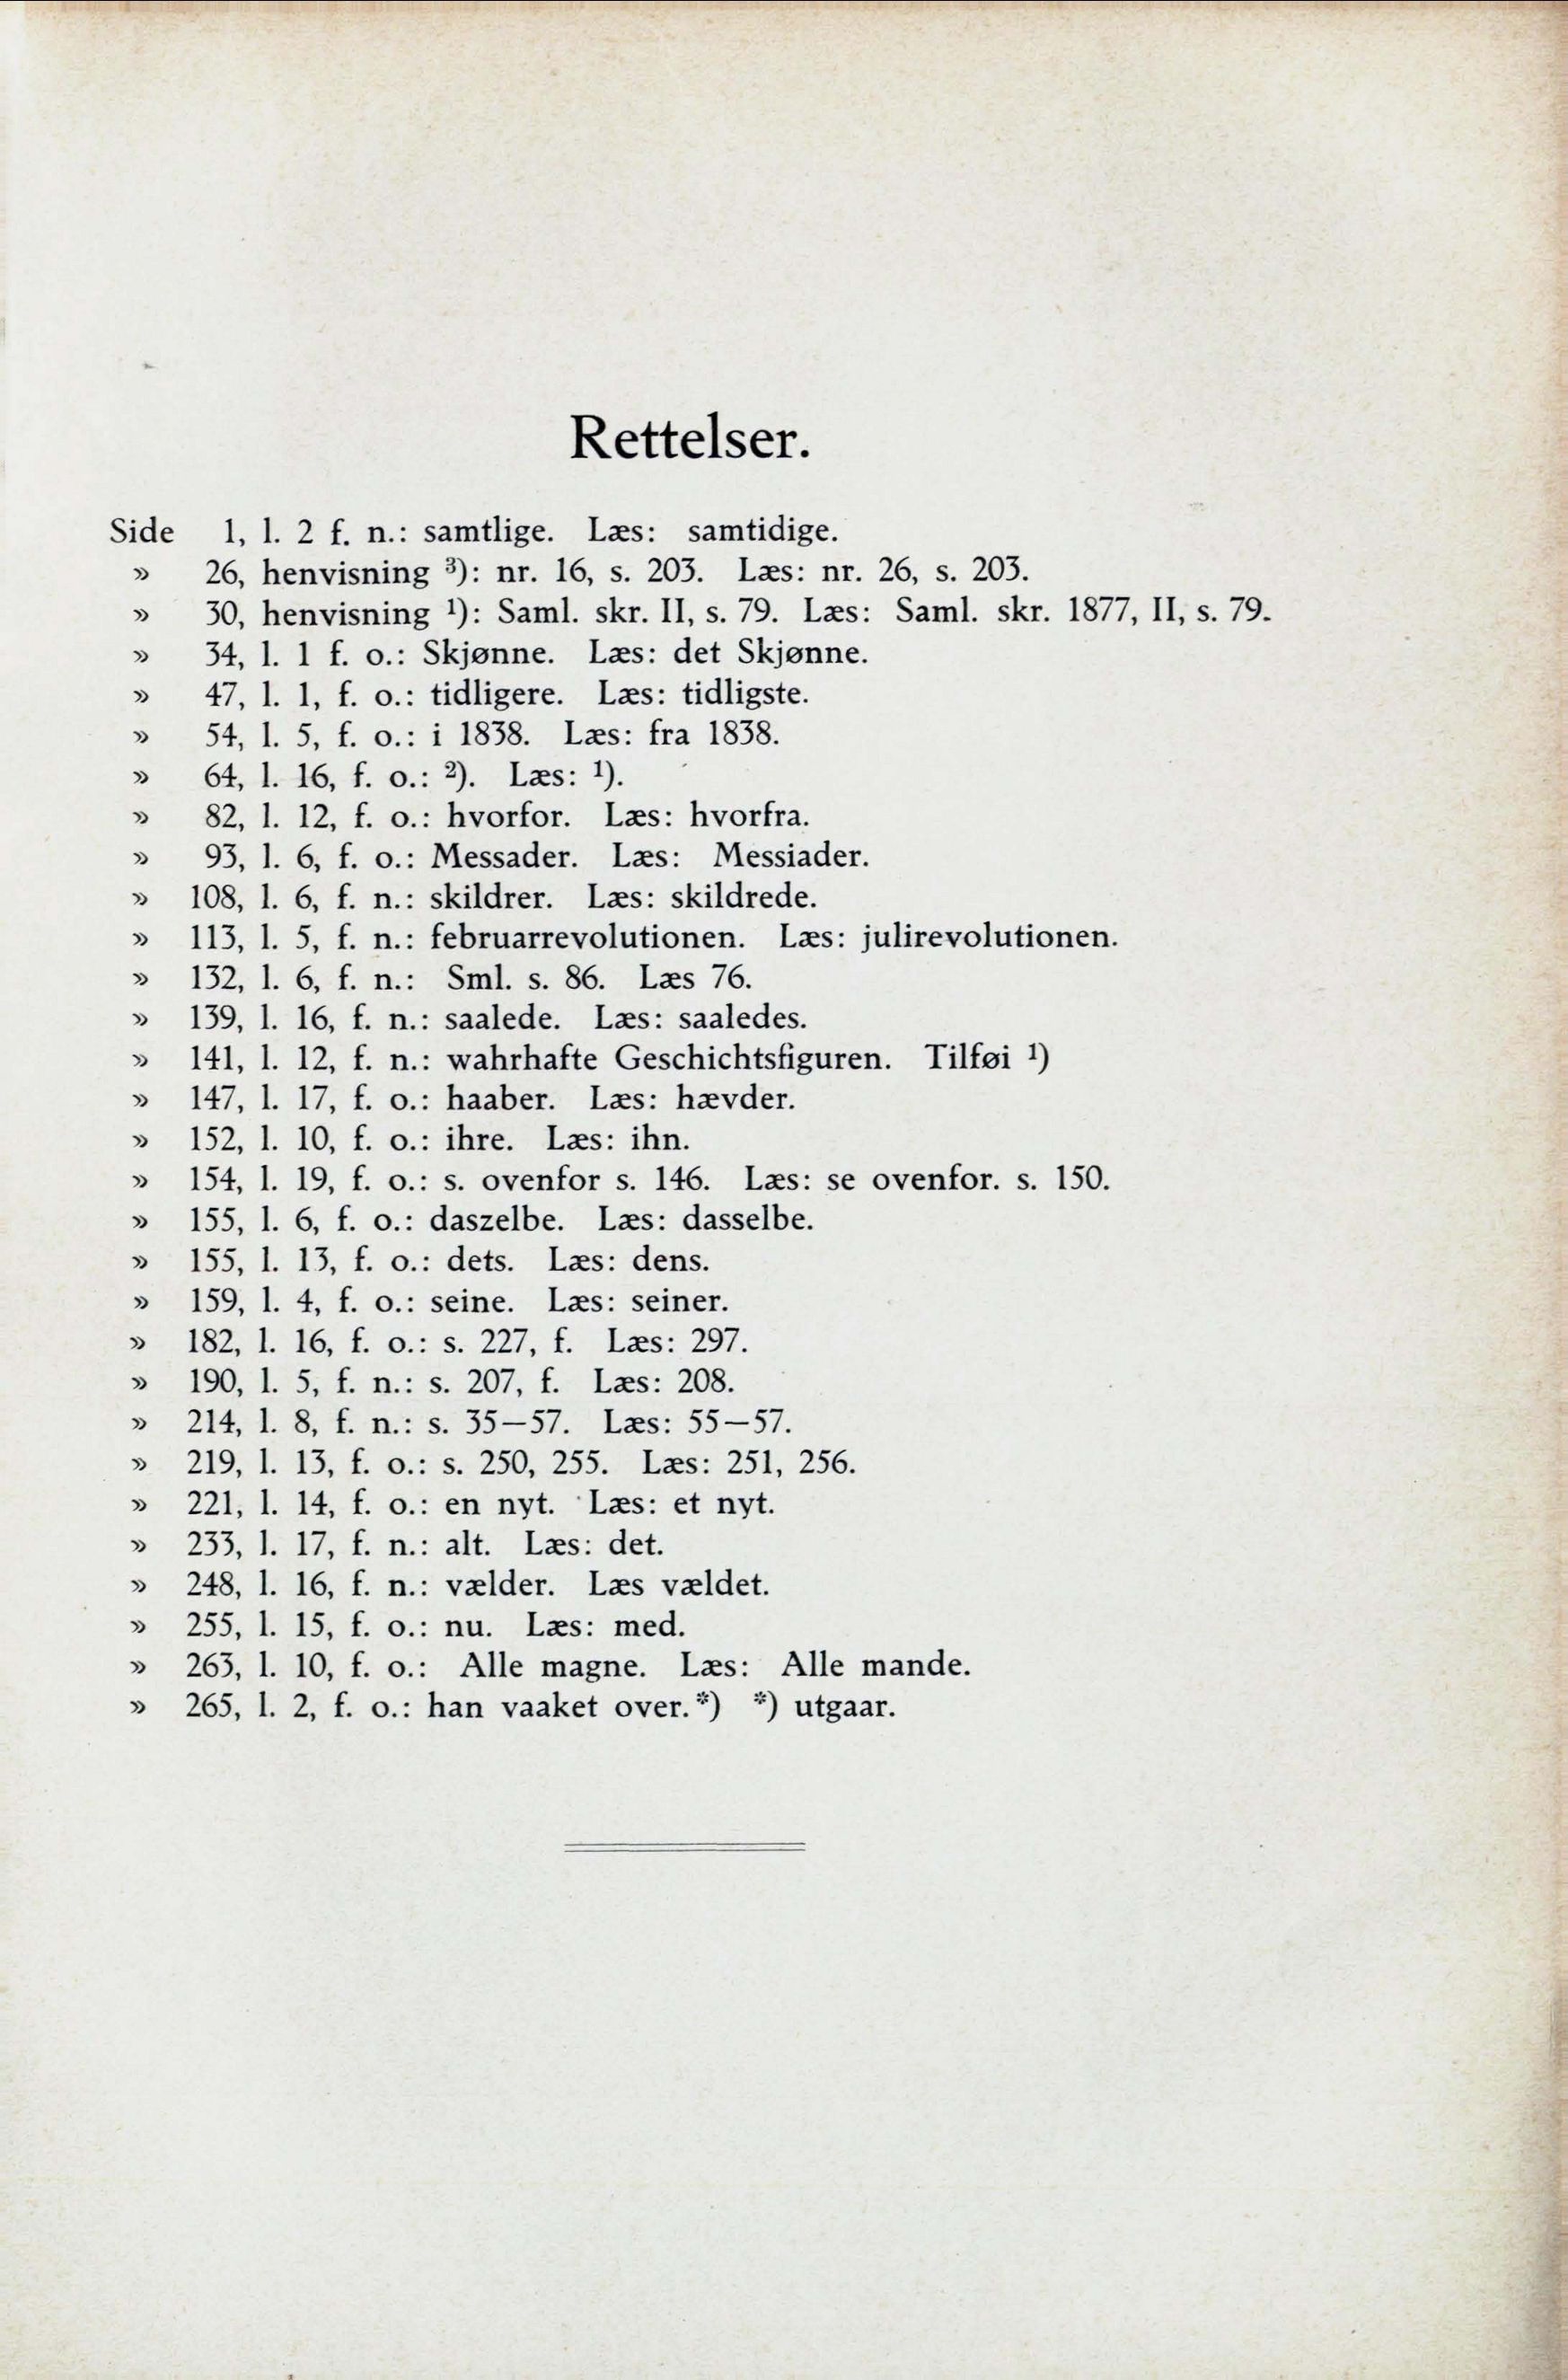 Rettelser.
Side 1, l. 2 f. n.: samtlige. Læs: samtidige.
» 26, henvisning ³): nr. 16, s. 203. Læs: nr. 26, s. 203.
» 30, henvisning ¹): Saml. skr. II, s. 79. Læs: Saml. skr. 1877, II, s. 79.
» 34, l. 1 f. o.: Skjønne. Læs: det Skjønne.
» 47, l. 1, f. o.: tidligere. Læs: tidligste.
» 54, l. 5, f. o.: i 1838. Læs: fra 1838.
» 64, l. 16, f. o.: ²). Læs: ¹).
» 82, l. 12, f. o.: hvorfor. Læs: hvorfra.
» 93, l. 6, f. o.: Messader. Læs: Messiader.
» 108, l. 6, f. n.: skildrer. Læs: skildrede.
» 113, l. 5, f. n.: februarrevolutionen. Læs: julirevolutionen.
» 132, l. 6, f. n.: Sml. s. 86. Læs 76.
» 139, l. 16, f. n.: saalede. Læs: saaledes.
» 141, l. 12, f. n.: wahrhafte Geschichtsfiguren. Tilføi ¹)
» 147, l. 17, f. o.: haaber. Læs: hævder.
» 152, l. 10, f. o.: ihre. Læs: ihn.
» 154, l. 19, f. o.: s. ovenfor s. 146. Læs: se ovenfor. s. 150.
» 155, l. 6, f. o.: daszelbe. Læs: dasselbe.
» 155, l. 13, f. o.: dets. Læs: dens.
» 159, l. 4, f. o.: seine. Læs: seiner.
» 182, l. 16, f. o.: s. 227, f. Læs: 297.
» 190, l. 5, f. n.: s. 207, f. Læs: 208.
» 214, l. 8, f. n.: s. 35—57. Læs: 55—57.
» 219, l. 13, f. o.: s. 250, 255. Læs: 251, 256.
» 221, l. 14, f. o.: en nyt. Læs: et nyt.
» 233, l. 17, f. n.: alt. Læs: det.
» 248, l. 16, f. n.: vælder. Læs vældet.
» 255, l. 15, f. o.: nu. Læs: med.
» 263, l. 10, f. o.: Alle magne. Læs: Alle mande.
» 265, l. 2, f. o.: han vaaket over.*) *) utgaar.